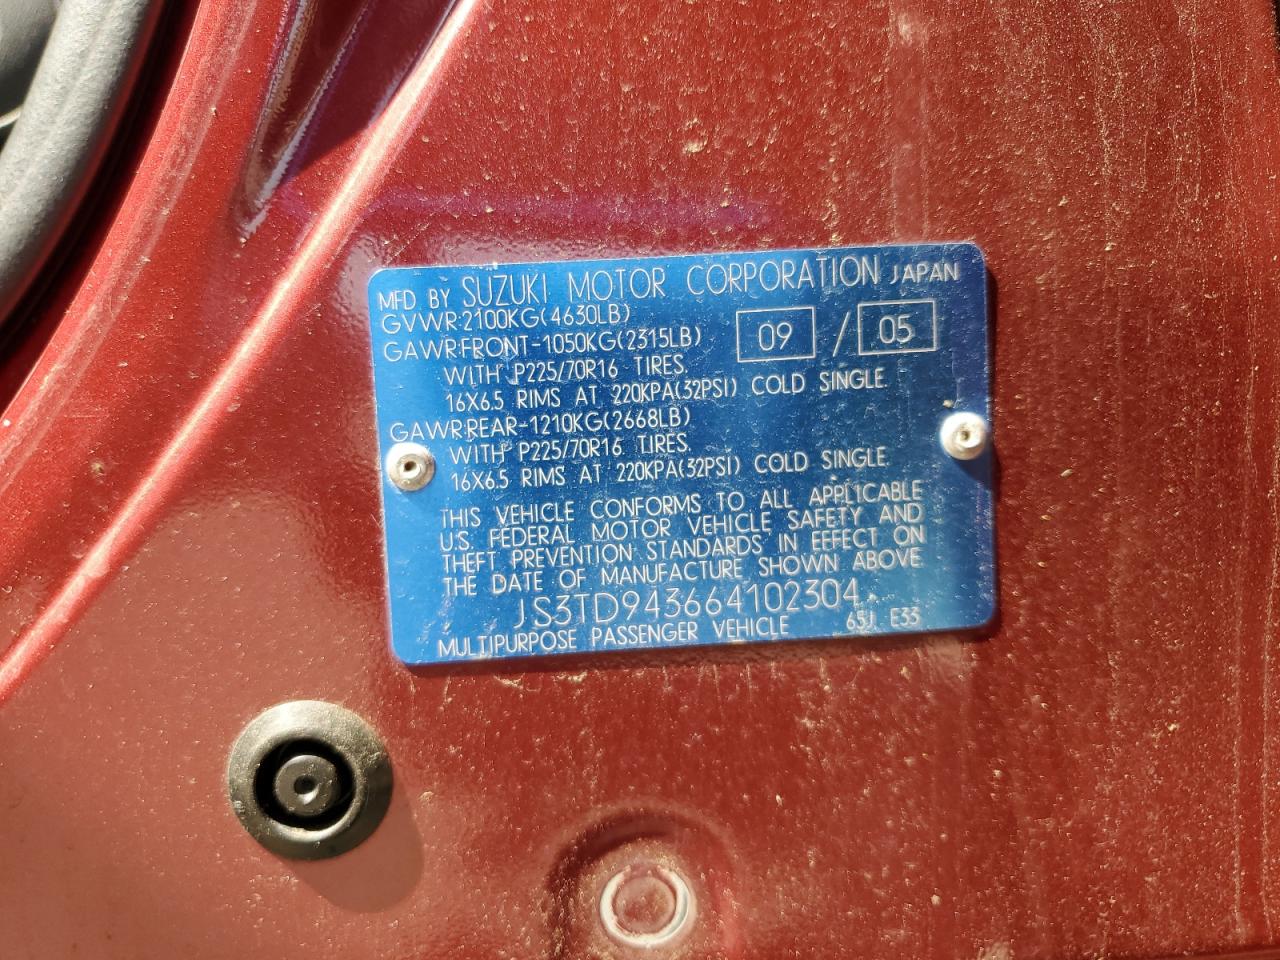 MFD BY SUZUKI MOTOR CORPORATION JAPAN
GVWR:2100KG(4630LB)
GAWR:FRONT-1050KG(2315LB) 09 / 05
WITH P225/70R16 TIRES.
16X6.5 RIMS AT 220KPA(32PSI) COLD SINGLE.
GAWR:REAR-1210KG(2668LB)
WITH P225/70R16 TIRES.
16X6.5 RIMS AT 220KPA(32PSI) COLD SINGLE.
THIS VEHICLE CONFORMS TO ALL APPLICABLE
U.S. FEDERAL MOTOR VEHICLE SAFETY AND
THEFT PREVENTION STANDARDS IN EFFECT ON
THE DATE OF MANUFACTURE SHOWN ABOVE.
JS3TD943664102304
MULTIPURPOSE PASSENGER VEHICLE 65J E33